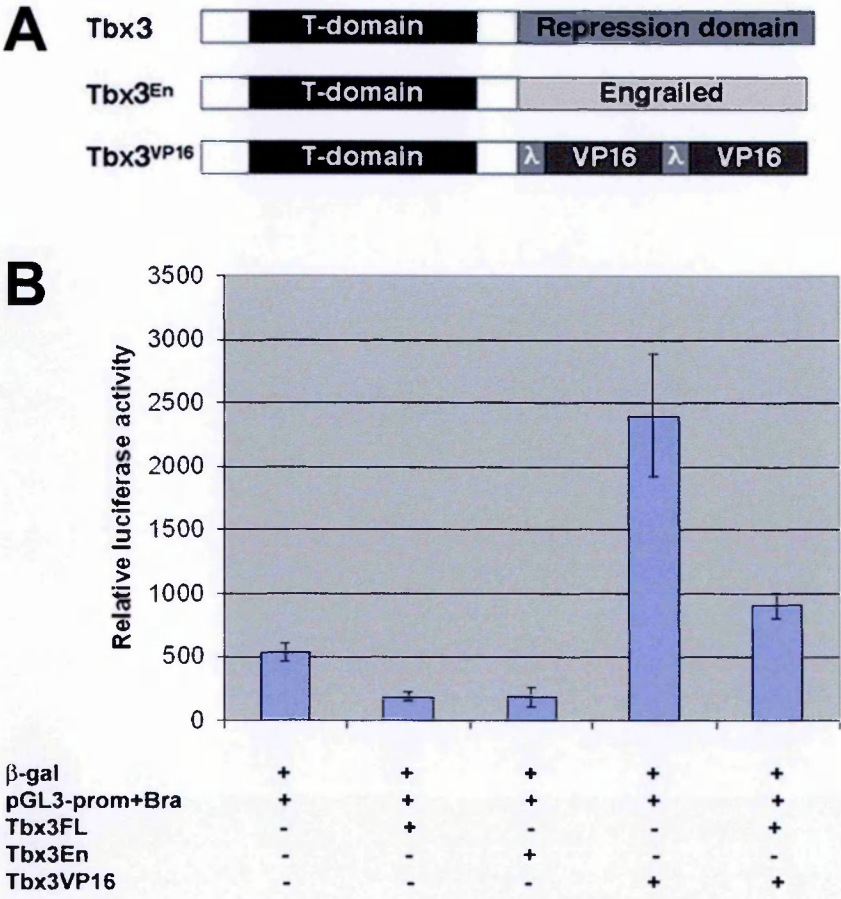 A
Tbx3 T-domain Repression domain
Tbx3En T-domain Engrailed
Tbx3VP16 T-domain λ VP16 λ VP16
B
Relative luciferase activity
3500
3000
2500
2000
1500
1000
500
0
β-gal + + + + +
pGL3-prom+Bra + + + + +
Tbx3FL - + - - +
Tbx3En - - + - -
Tbx3VP16 - - - + +